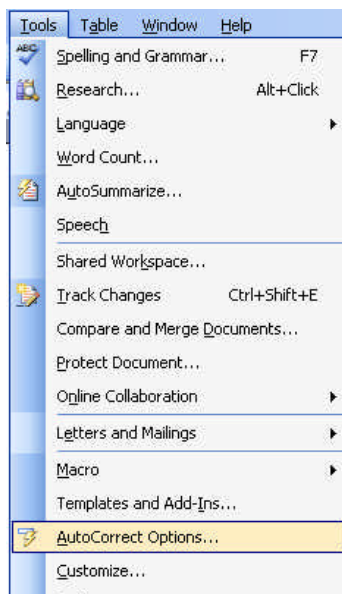 Tools Table Window Help
Spelling and Grammar... F7
Research... Alt+Click
Language
Word Count...
AutoSummarize...
Speech
Shared Workspace...
Track Changes Ctrl+Shift+E
Compare and Merge Documents...
Protect Document...
Online Collaboration
Letters and Mailings
Macro
Templates and Add-Ins...
AutoCorrect Options...
Customize...